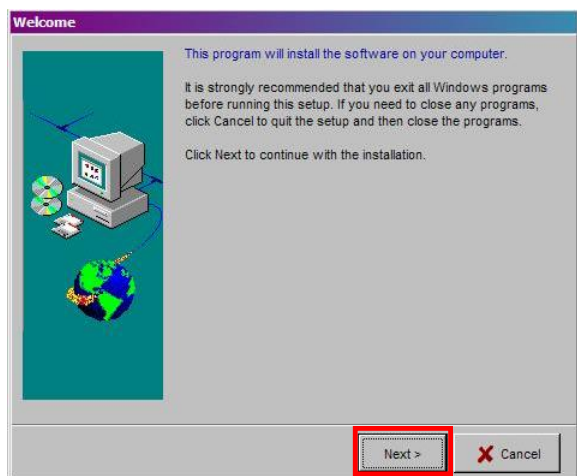 Welcome
This program will install the software on your computer.
It is strongly recommended that you exit all Windows programs
before running this setup. If you need to close any programs,
click Cancel to quit the setup and then close the programs.
Click Next to continue with the installation.
Next >
Cancel